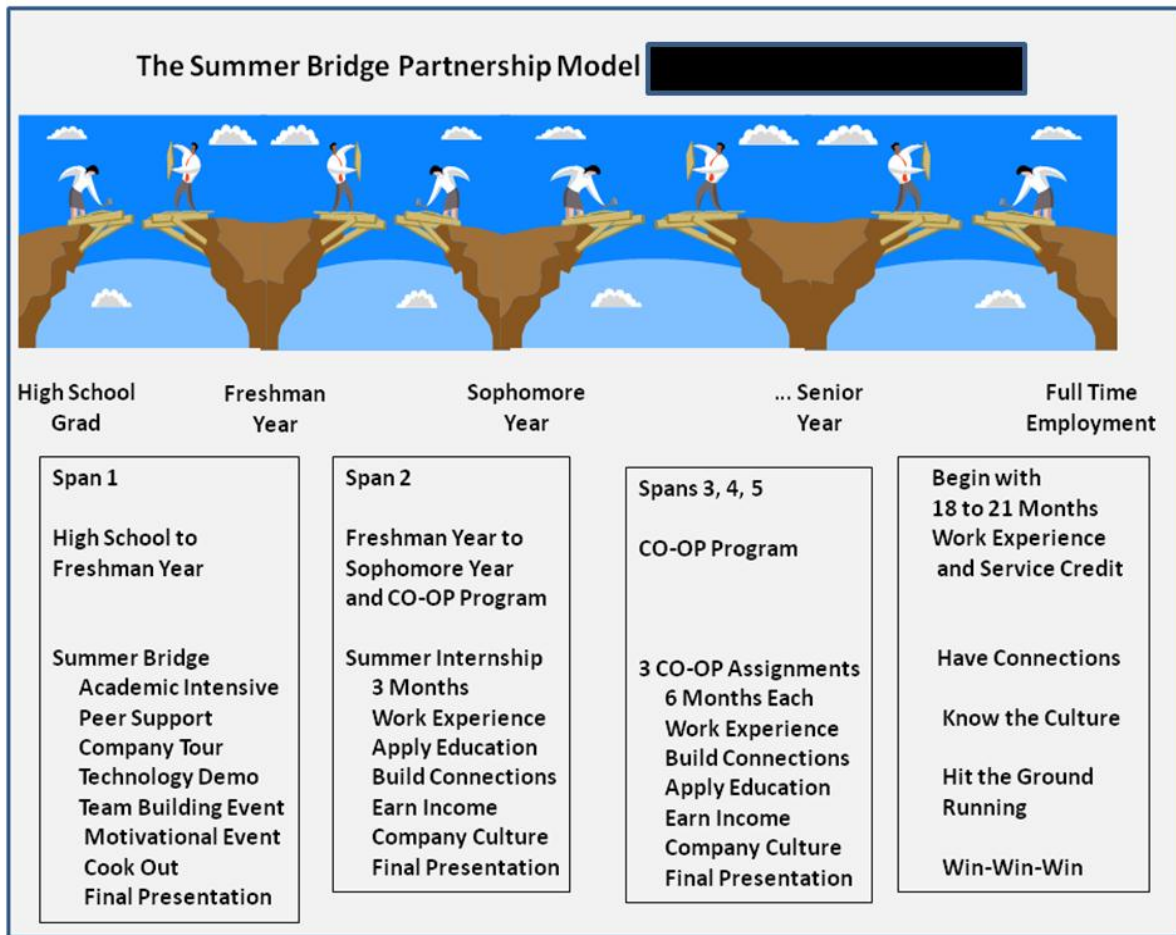 The Summer Bridge Partnership Model
High School
Grad
Freshman
Year
Sophomore
Year
... Senior
Year
Full Time
Employment
Span 1
High School to
Freshman Year
Summer Bridge
Academic Intensive
Peer Support
Company Tour
Technology Demo
Team Building Event
Motivational Event
Cook Out
Final Presentation
Span 2
Freshman Year to
Sophomore Year
and CO-OP Program
Summer Internship
3 Months
Work Experience
Apply Education
Build Connections
Earn Income
Company Culture
Final Presentation
Spans 3, 4, 5
CO-OP Program
3 CO-OP Assignments
6 Months Each
Work Experience
Build Connections
Apply Education
Earn Income
Company Culture
Final Presentation
Begin with
18 to 21 Months
Work Experience
and Service Credit
Have Connections
Know the Culture
Hit the Ground
Running
Win-Win-Win